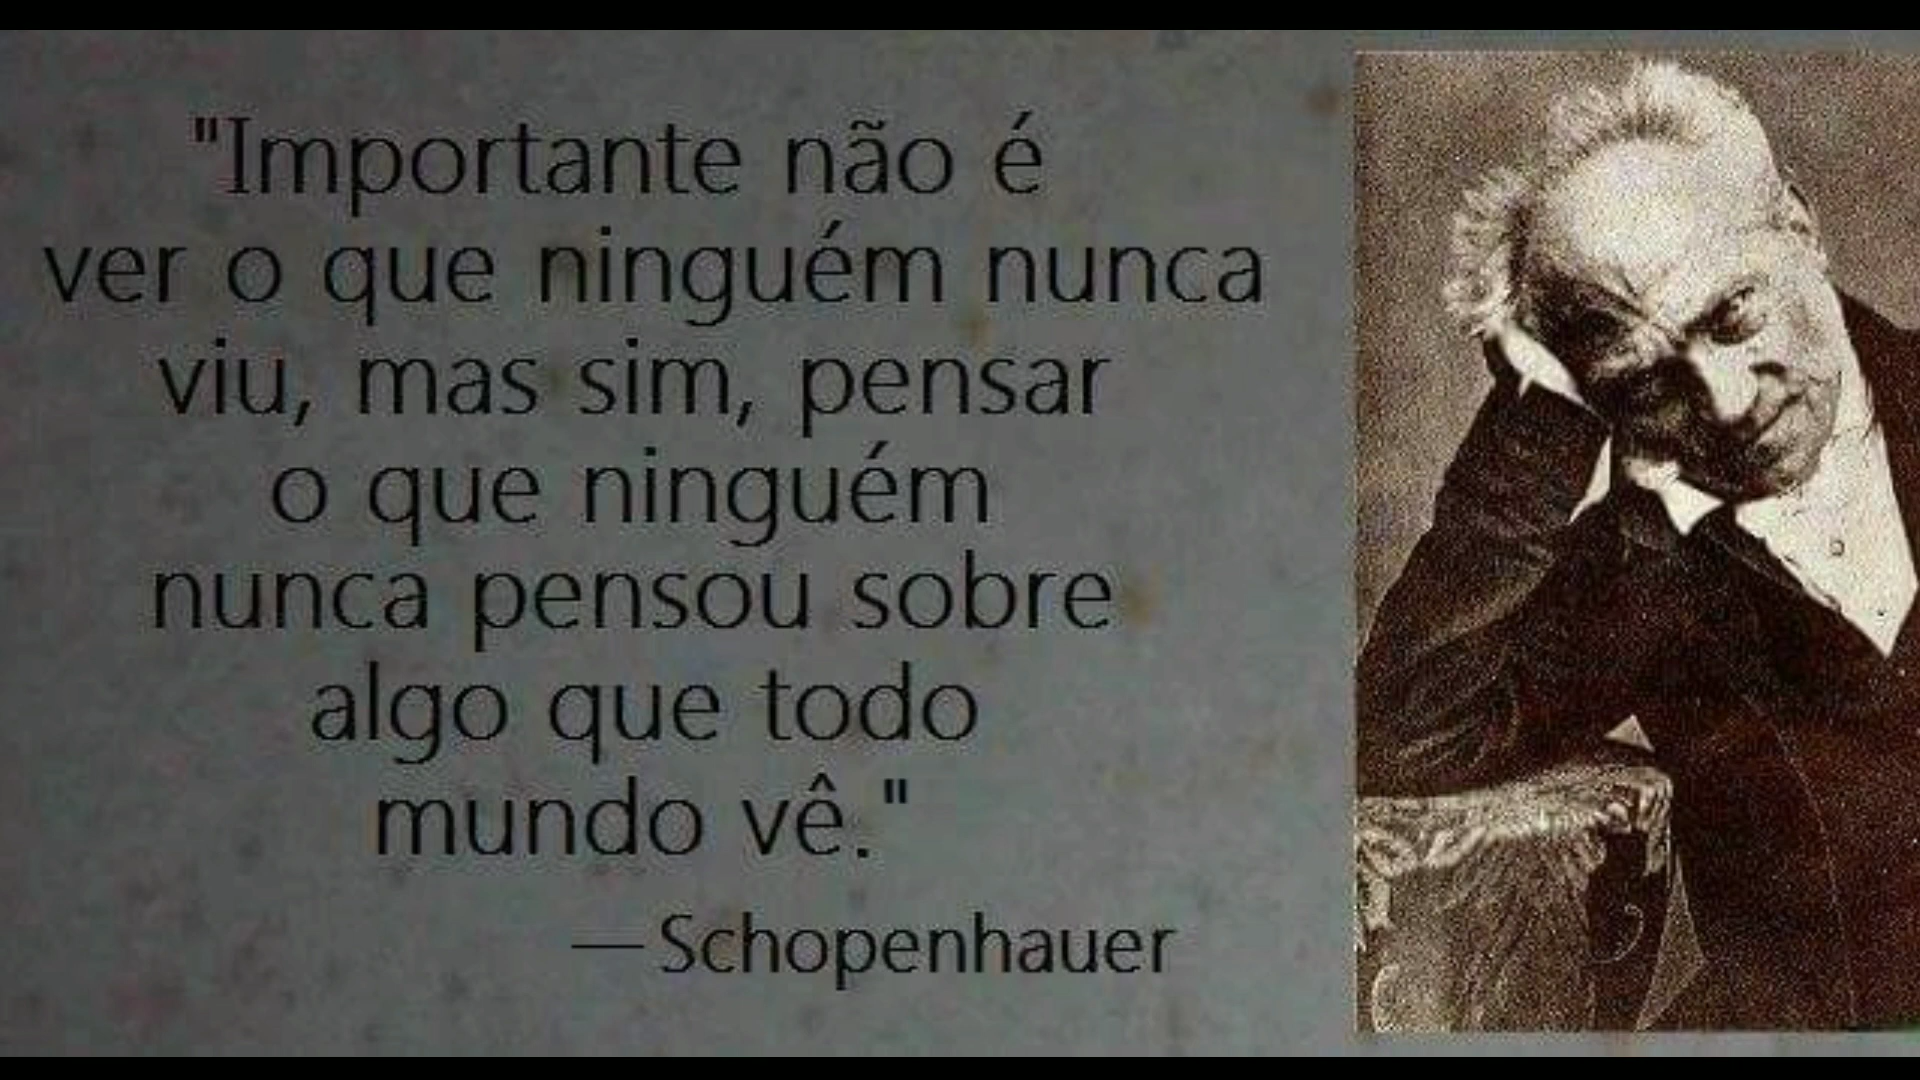 "Importante não é
ver o que ninguém nunca
viu, mas sim, pensar
o que ninguém
nunca pensou sobre
algo que todo
mundo vê."
—Schopenhauer